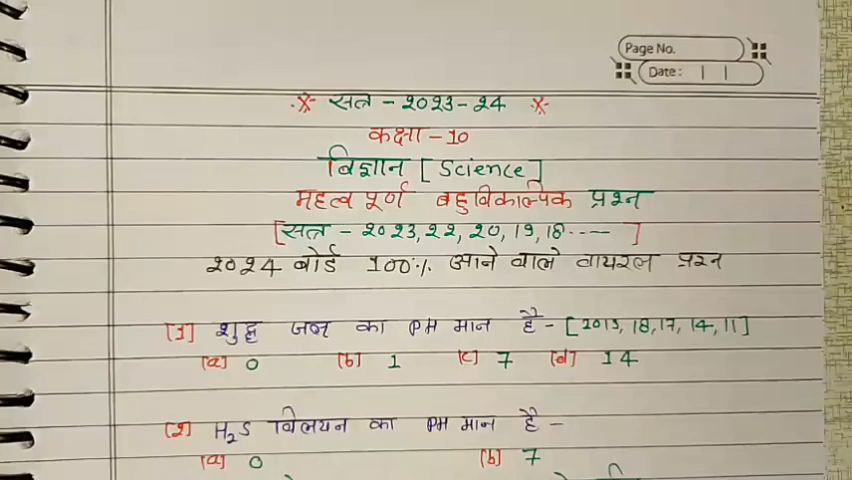 Page No.
Date :
सत्र - 2023-24
कक्षा - 10
विज्ञान [Science]
महत्व पूर्ण बहुविकाल्पिक प्रश्न
[सत्र - 2023, 22, 20, 19, 18..... ]
2024 बोर्ड 100% आने वाले वायरल प्रश्न
[1] शुद्ध जल का PH मान है - [2013, 18, 17, 14, 11]
[a] 0 [b] 1 [c] 7 [d] 14
[2] H₂S विलयन का PH मान है -
[a] 0 [b] 7